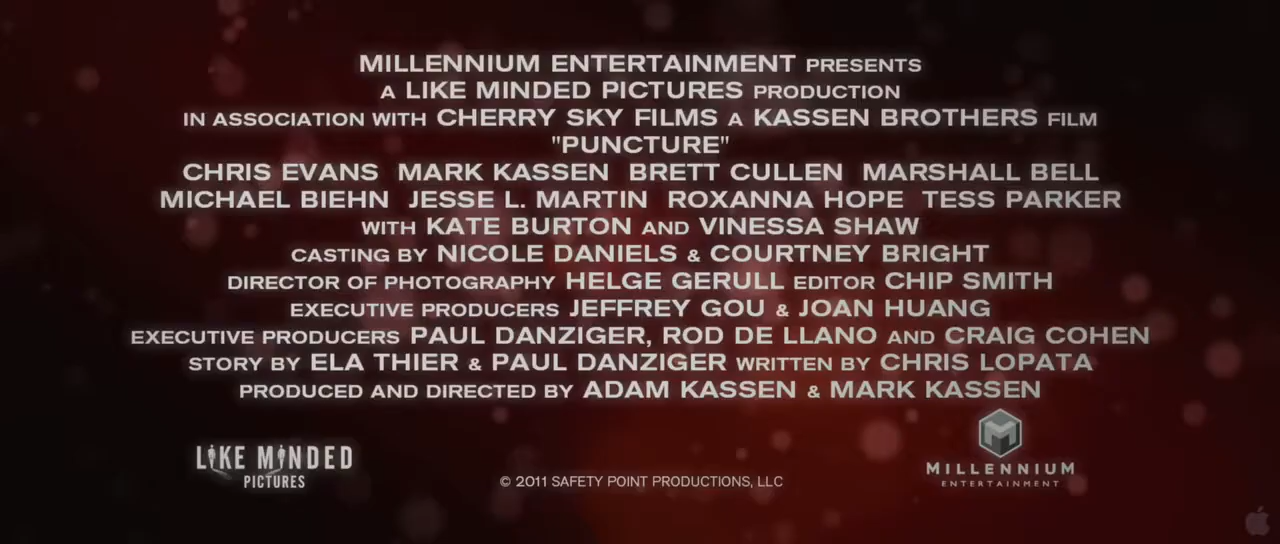 MILLENNIUM ENTERTAINMENT PRESENTS
A LIKE MINDED PICTURES PRODUCTION
IN ASSOCIATION WITH CHERRY SKY FILMS A KASSEN BROTHERS FILM
"PUNCTURE"
CHRIS EVANS MARK KASSEN BRETT CULLEN MARSHALL BELL
MICHAEL BIEHN JESSE L. MARTIN ROXANNA HOPE TESS PARKER
WITH KATE BURTON AND VINESSA SHAW
CASTING BY NICOLE DANIELS & COURTNEY BRIGHT
DIRECTOR OF PHOTOGRAPHY HELGE GERULL EDITOR CHIP SMITH
EXECUTIVE PRODUCERS JEFFREY GOU & JOAN HUANG
EXECUTIVE PRODUCERS PAUL DANZIGER, ROD DE LLANO AND CRAIG COHEN
STORY BY ELA THIER & PAUL DANZIGER WRITTEN BY CHRIS LOPATA
PRODUCED AND DIRECTED BY ADAM KASSEN & MARK KASSEN
LIKE MINDED
PICTURES
© 2011 SAFETY POINT PRODUCTIONS, LLC
M
MILLENNIUM
ENTERTAINMENT